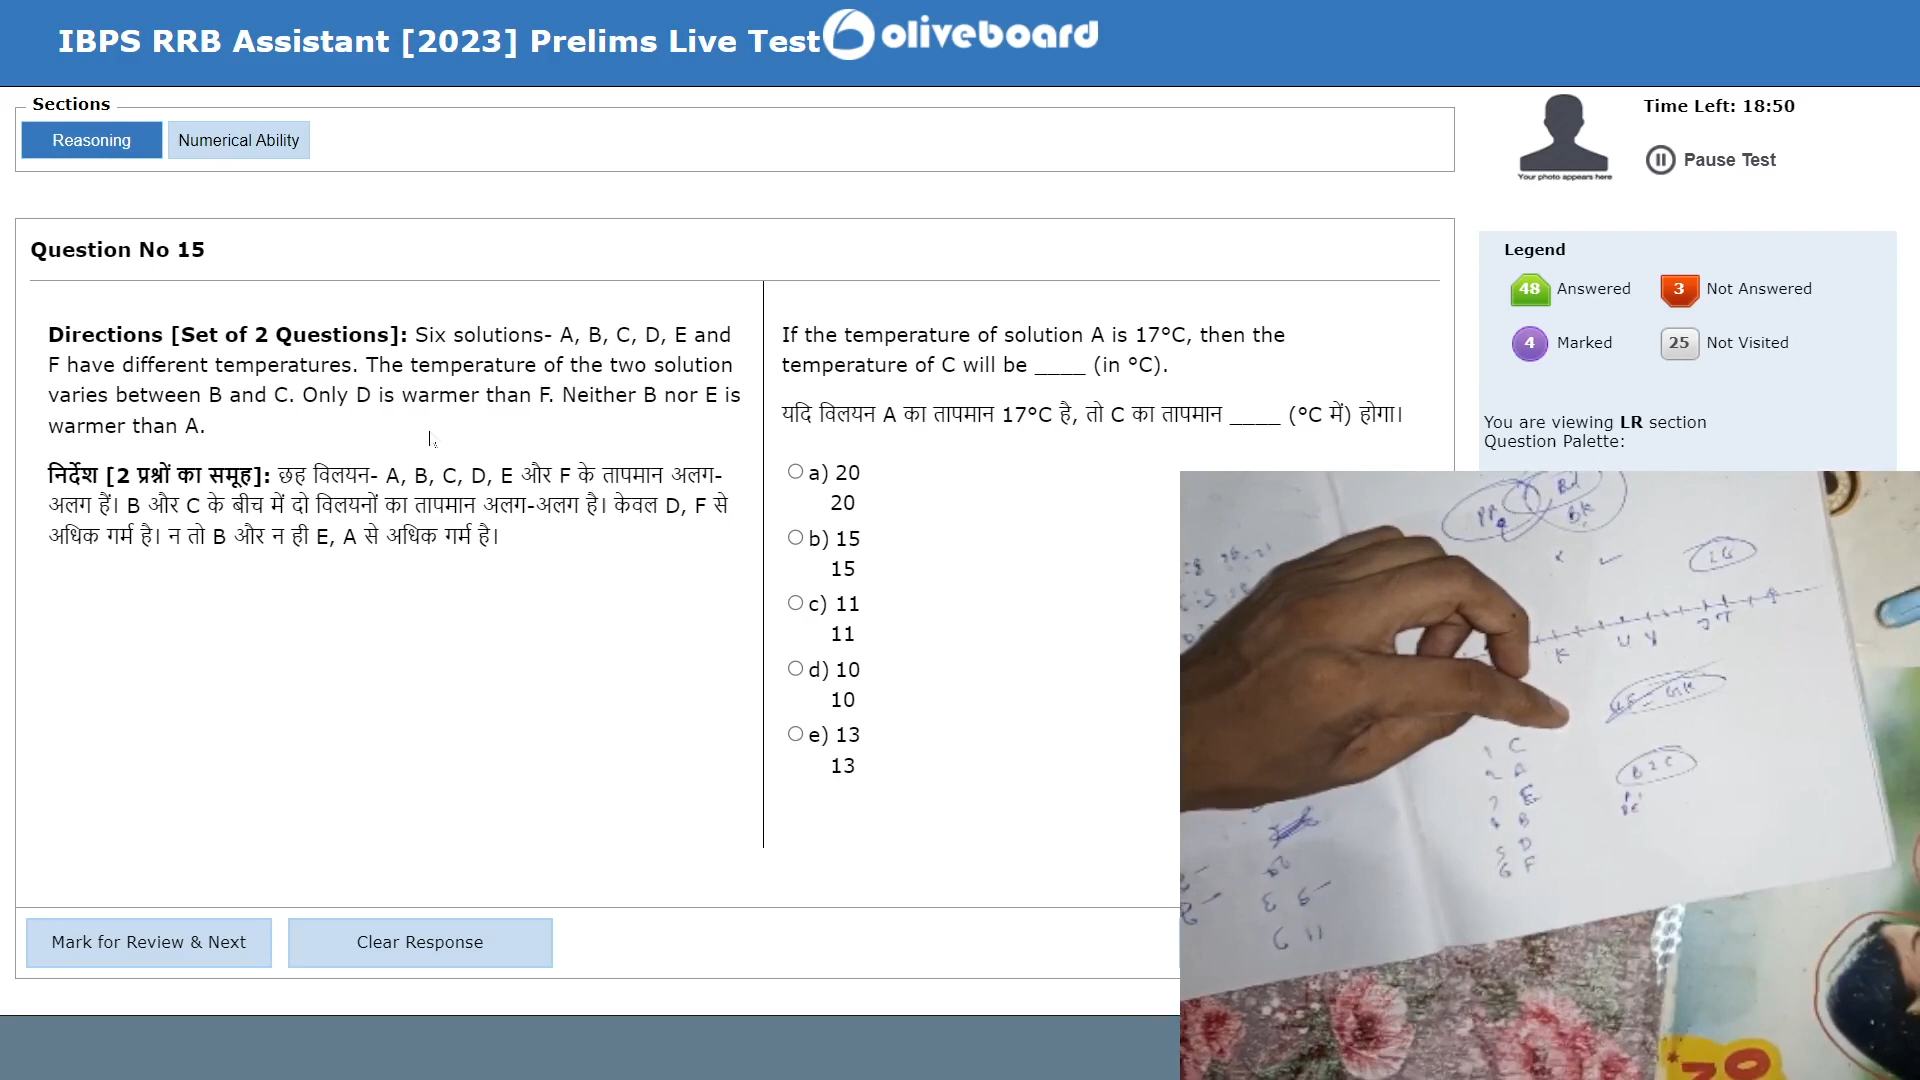 IBPS RRB Assistant [2023] Prelims Live Test oliveboard
Sections
Reasoning
Numerical Ability
Your photo appears here
Time Left: 18:50
Pause Test
Question No 15
Directions [Set of 2 Questions]: Six solutions- A, B, C, D, E and
F have different temperatures. The temperature of the two solution
varies between B and C. Only D is warmer than F. Neither B nor E is
warmer than A.
निर्देश [2 प्रश्नों का समूह]: छह विलयन- A, B, C, D, E और F के तापमान अलग-
अलग हैं। B और C के बीच में दो विलयनों का तापमान अलग-अलग है। केवल D, F से
अधिक गर्म है। न तो B और न ही E, A से अधिक गर्म है।
If the temperature of solution A is 17°C, then the
temperature of C will be ____ (in °C).
यदि विलयन A का तापमान 17°C है, तो C का तापमान ____ (°C में) होगा।
a) 20
20
b) 15
15
c) 11
11
d) 10
10
e) 13
13
Mark for Review & Next
Clear Response
Legend
48 Answered
3 Not Answered
4 Marked
25 Not Visited
You are viewing LR section
Question Palette:
K
U Y
J T
1 C
2 A
E
B
5 D
6 F
B 2 C